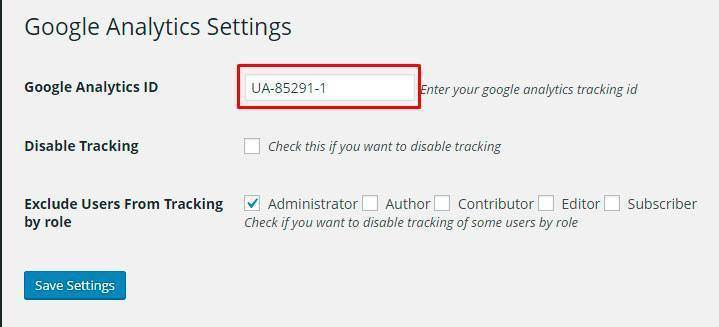 Google Analytics Settings
Google Analytics ID UA-85291-1 Enter your google analytics tracking id
Disable Tracking Check this if you want to disable tracking
Exclude Users From Tracking by role Administrator Author Contributor Editor Subscriber
Check if you want to disable tracking of some users by role
Save Settings